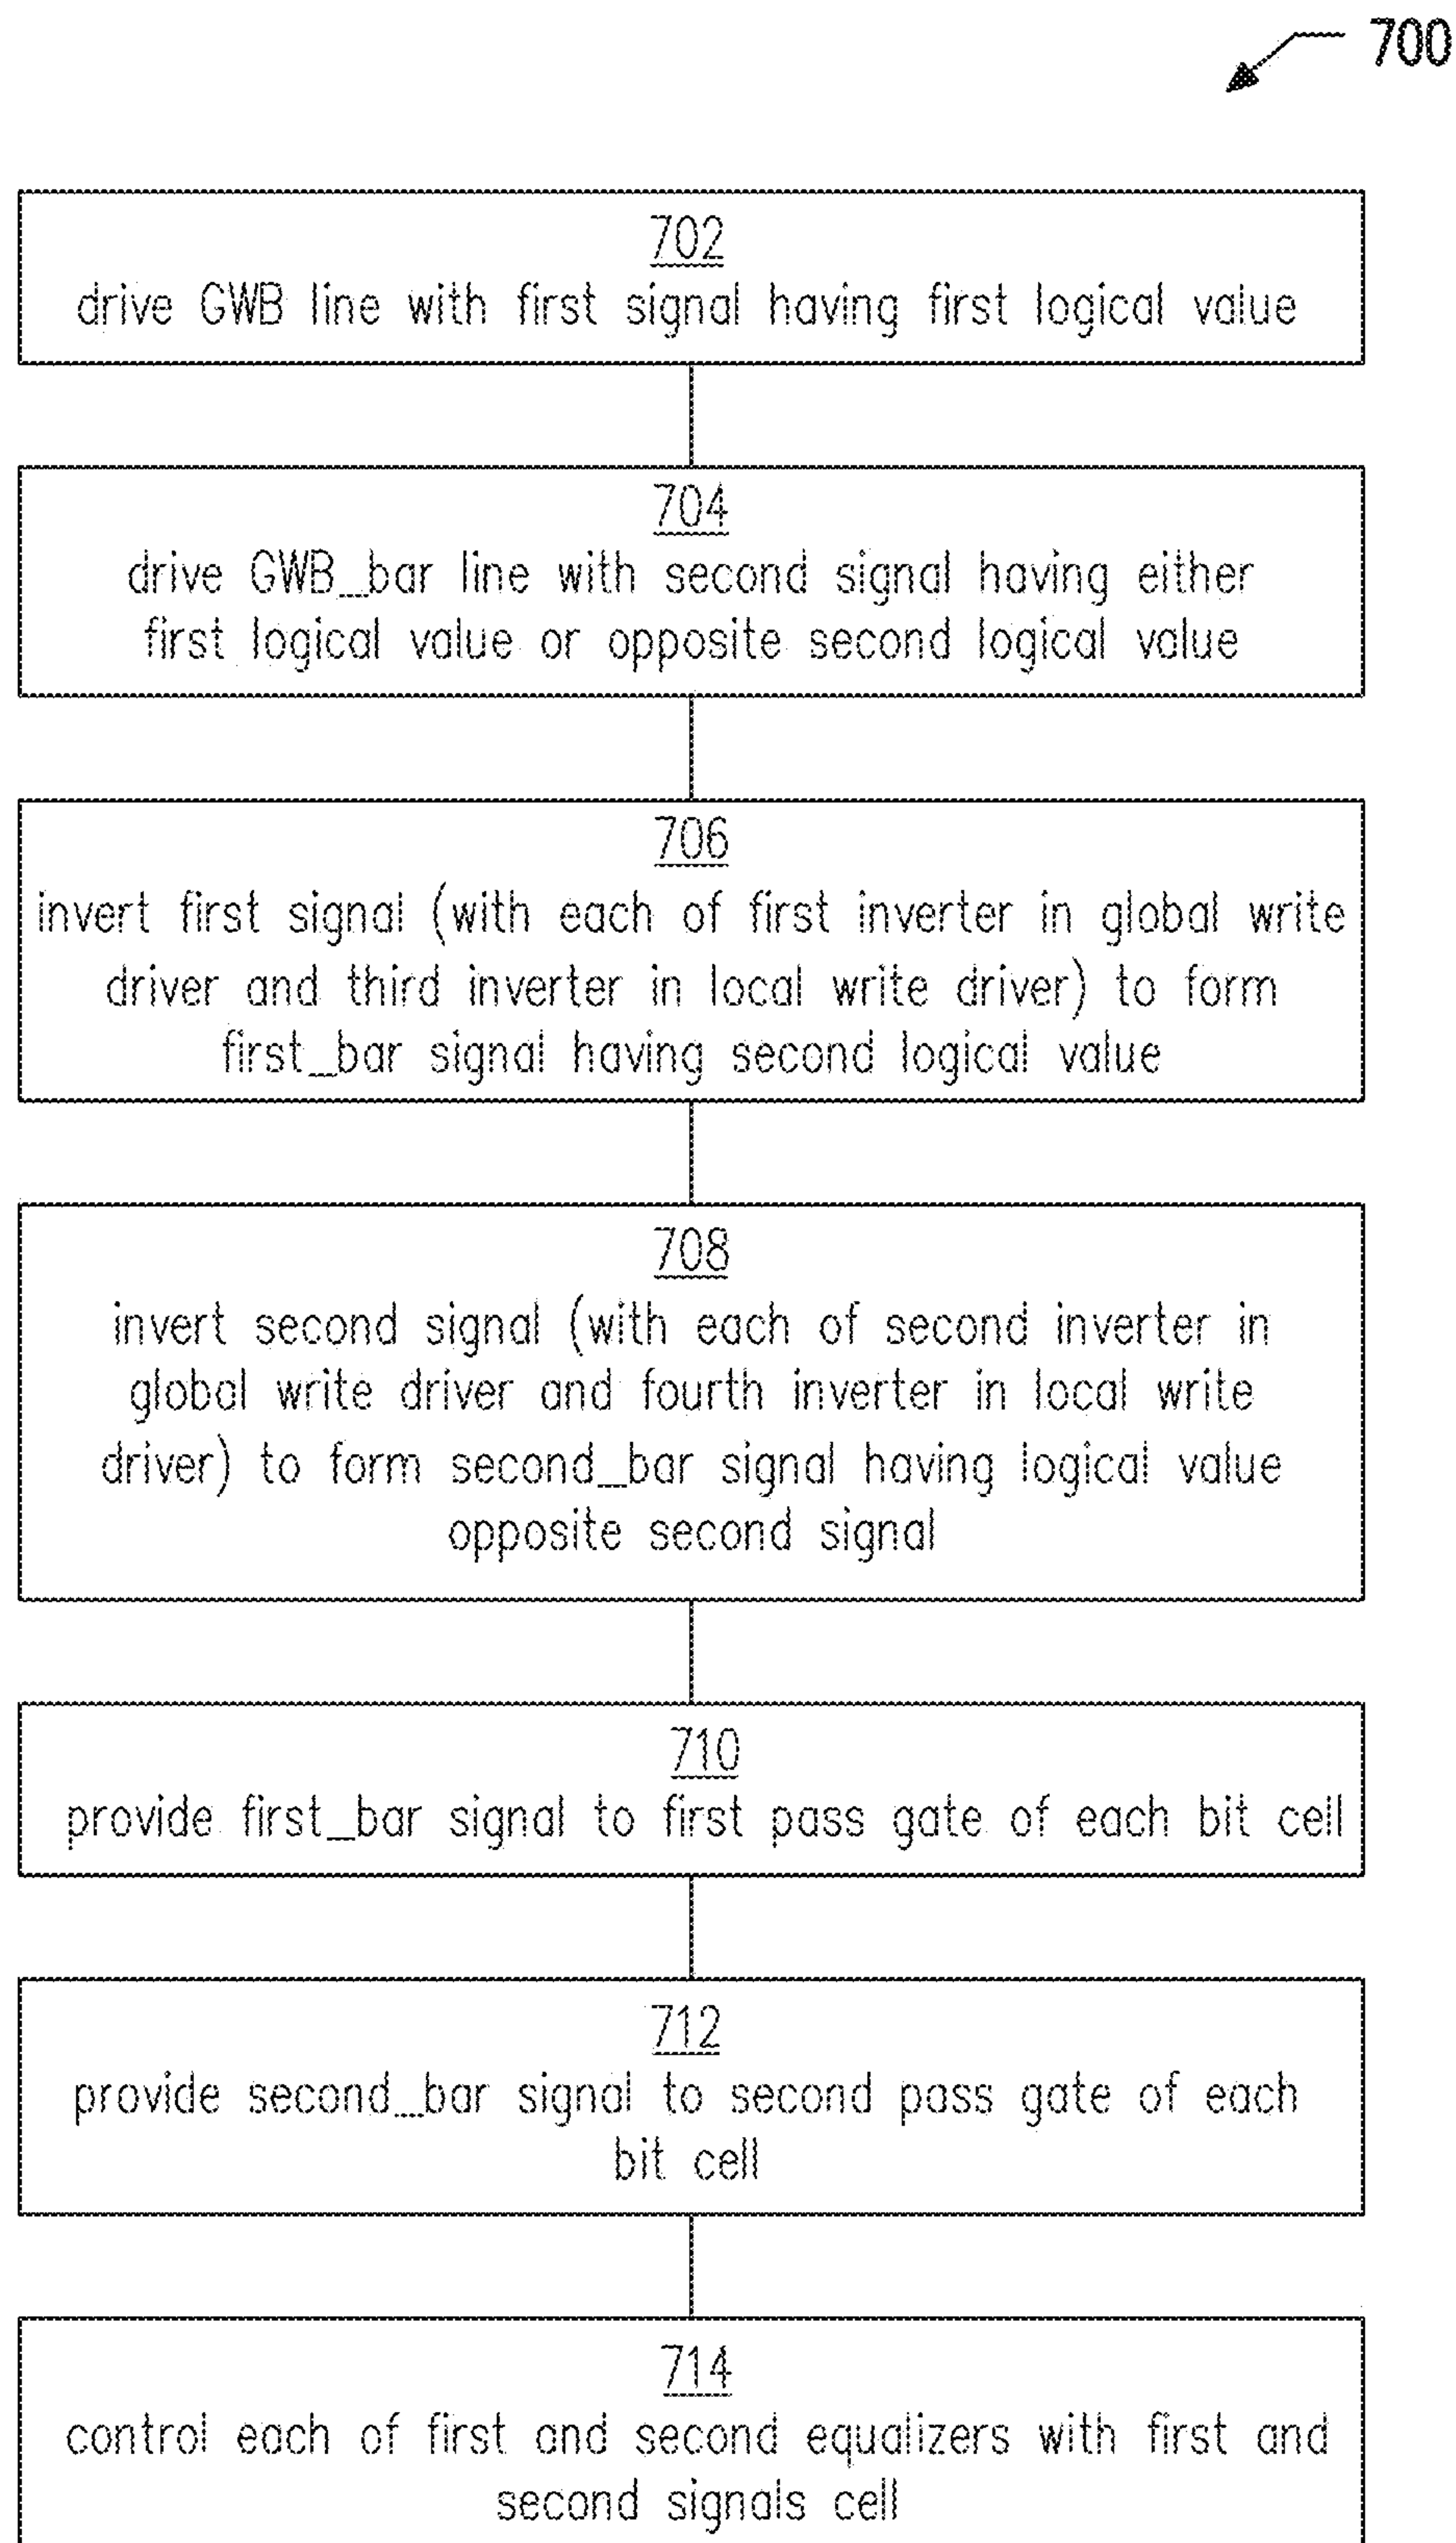 700
702
drive GWB line with first signal having first logical value
704
drive GWB_bar line with second signal having either
first logical value or opposite second logical value
706
invert first signal (with each of first inverter in global write
driver and third inverter in local write driver) to form
first_bar signal having second logical value
708
invert second signal (with each of second inverter in
global write driver and fourth inverter in local write
driver) to form second_bar signal having logical value
opposite second signal
710
provide first_bar signal to first pass gate of each bit cell
712
provide second_bar signal to second pass gate of each
bit cell
714
control each of first and second equalizers with first and
second signals cell